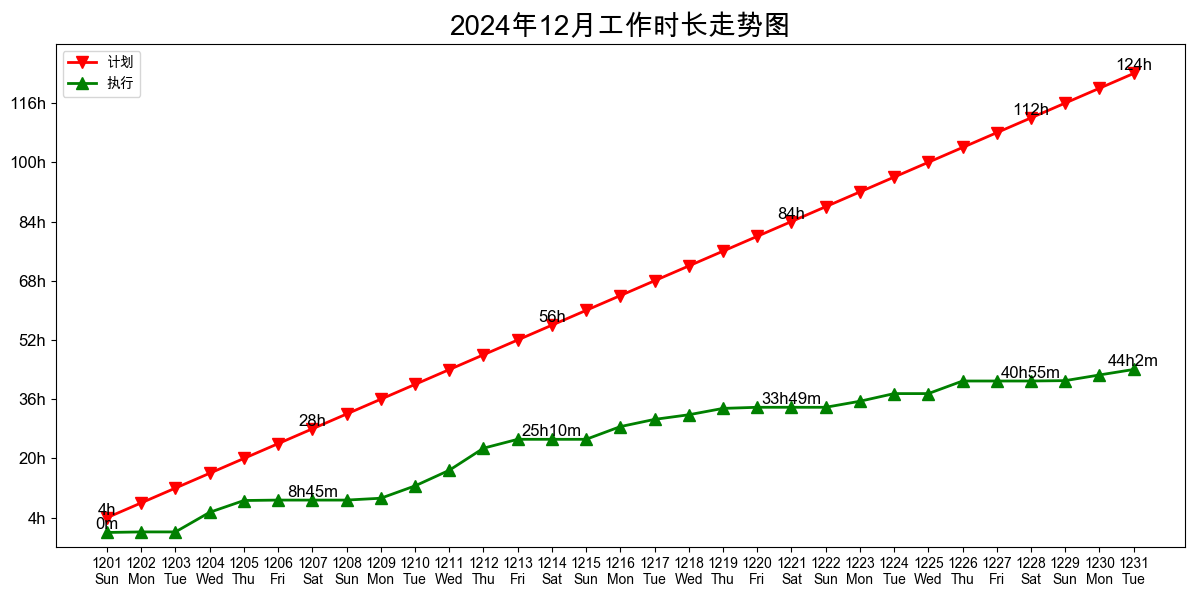 2024年12月工作时长走势图
计划
执行
116h
100h
84h
68h
52h
36h
20h
4h
4h
28h
56h
84h
112h
124h
0m
8h45m
25h10m
33h49m
40h55m
44h2m
1201 1202 1203 1204 1205 1206 1207 1208 1209 1210 1211 1212 1213 1214 1215 1216 1217 1218 1219 1220 1221 1222 1223 1224 1225 1226 1227 1228 1229 1230 1231
Sun Mon Tue Wed Thu Fri Sat Sun Mon Tue Wed Thu Fri Sat Sun Mon Tue Wed Thu Fri Sat Sun Mon Tue Wed Thu Fri Sat Sun Mon Tue